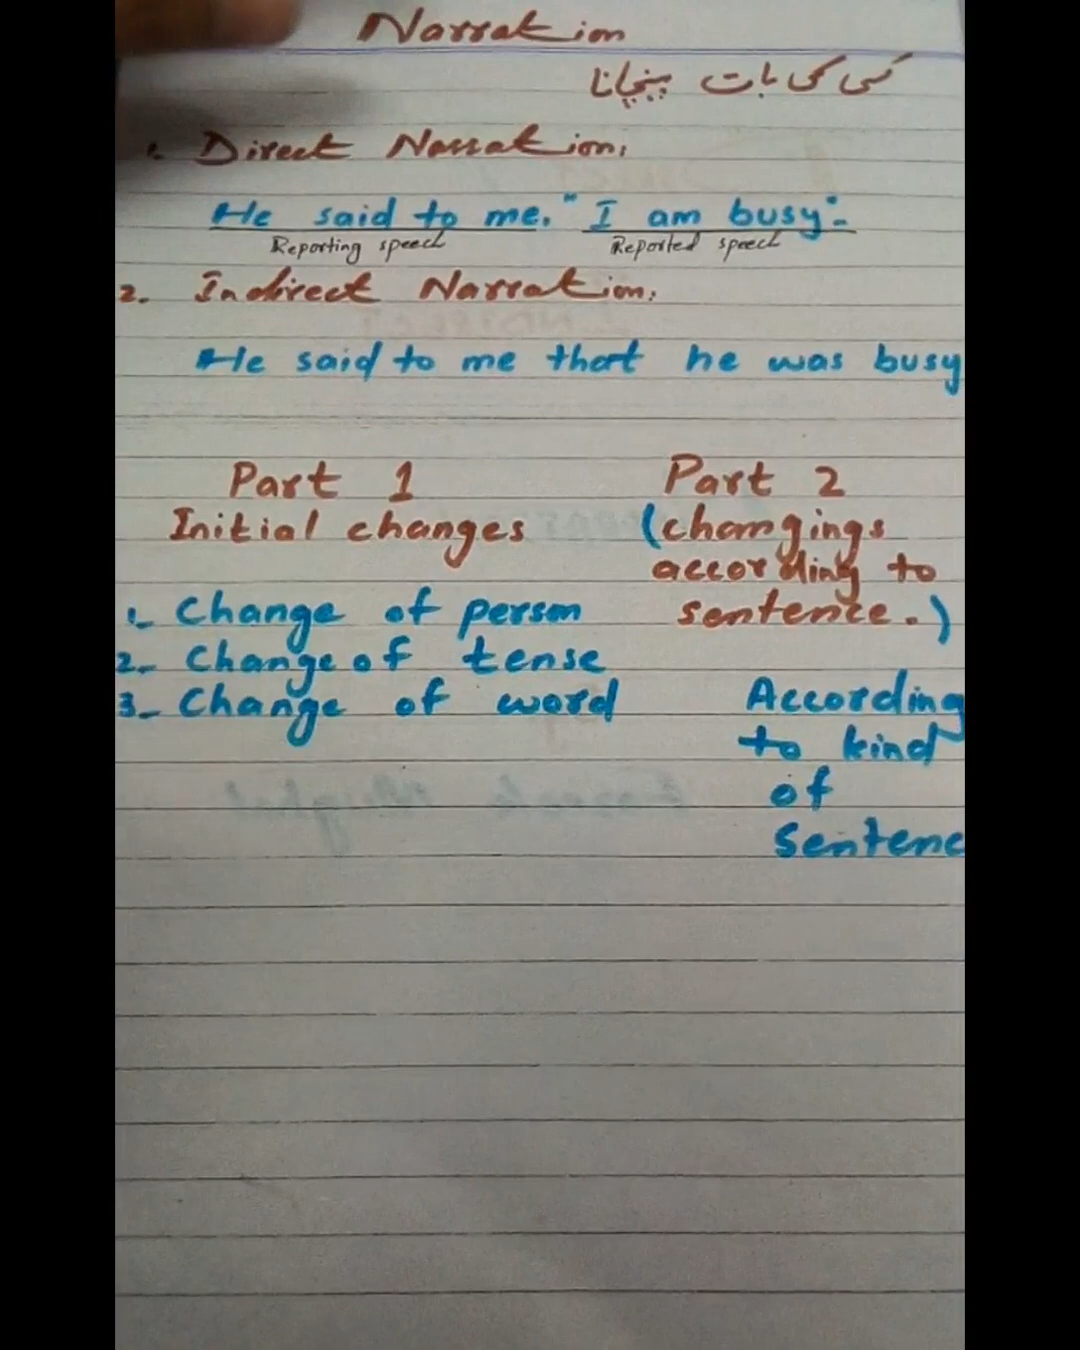 Narration
کسی کی بات پہنچانا
1. Direct Narration:
He said to me. "I am busy".
Reporting speech Reported speech
2. Indirect Narration:
He said to me that he was busy
Part 1 Part 2
Initial changes (changings
according to
sentence.)
1- Change of person
2- Change of tense
3- Change of word
According
to kind
of
Sentenc